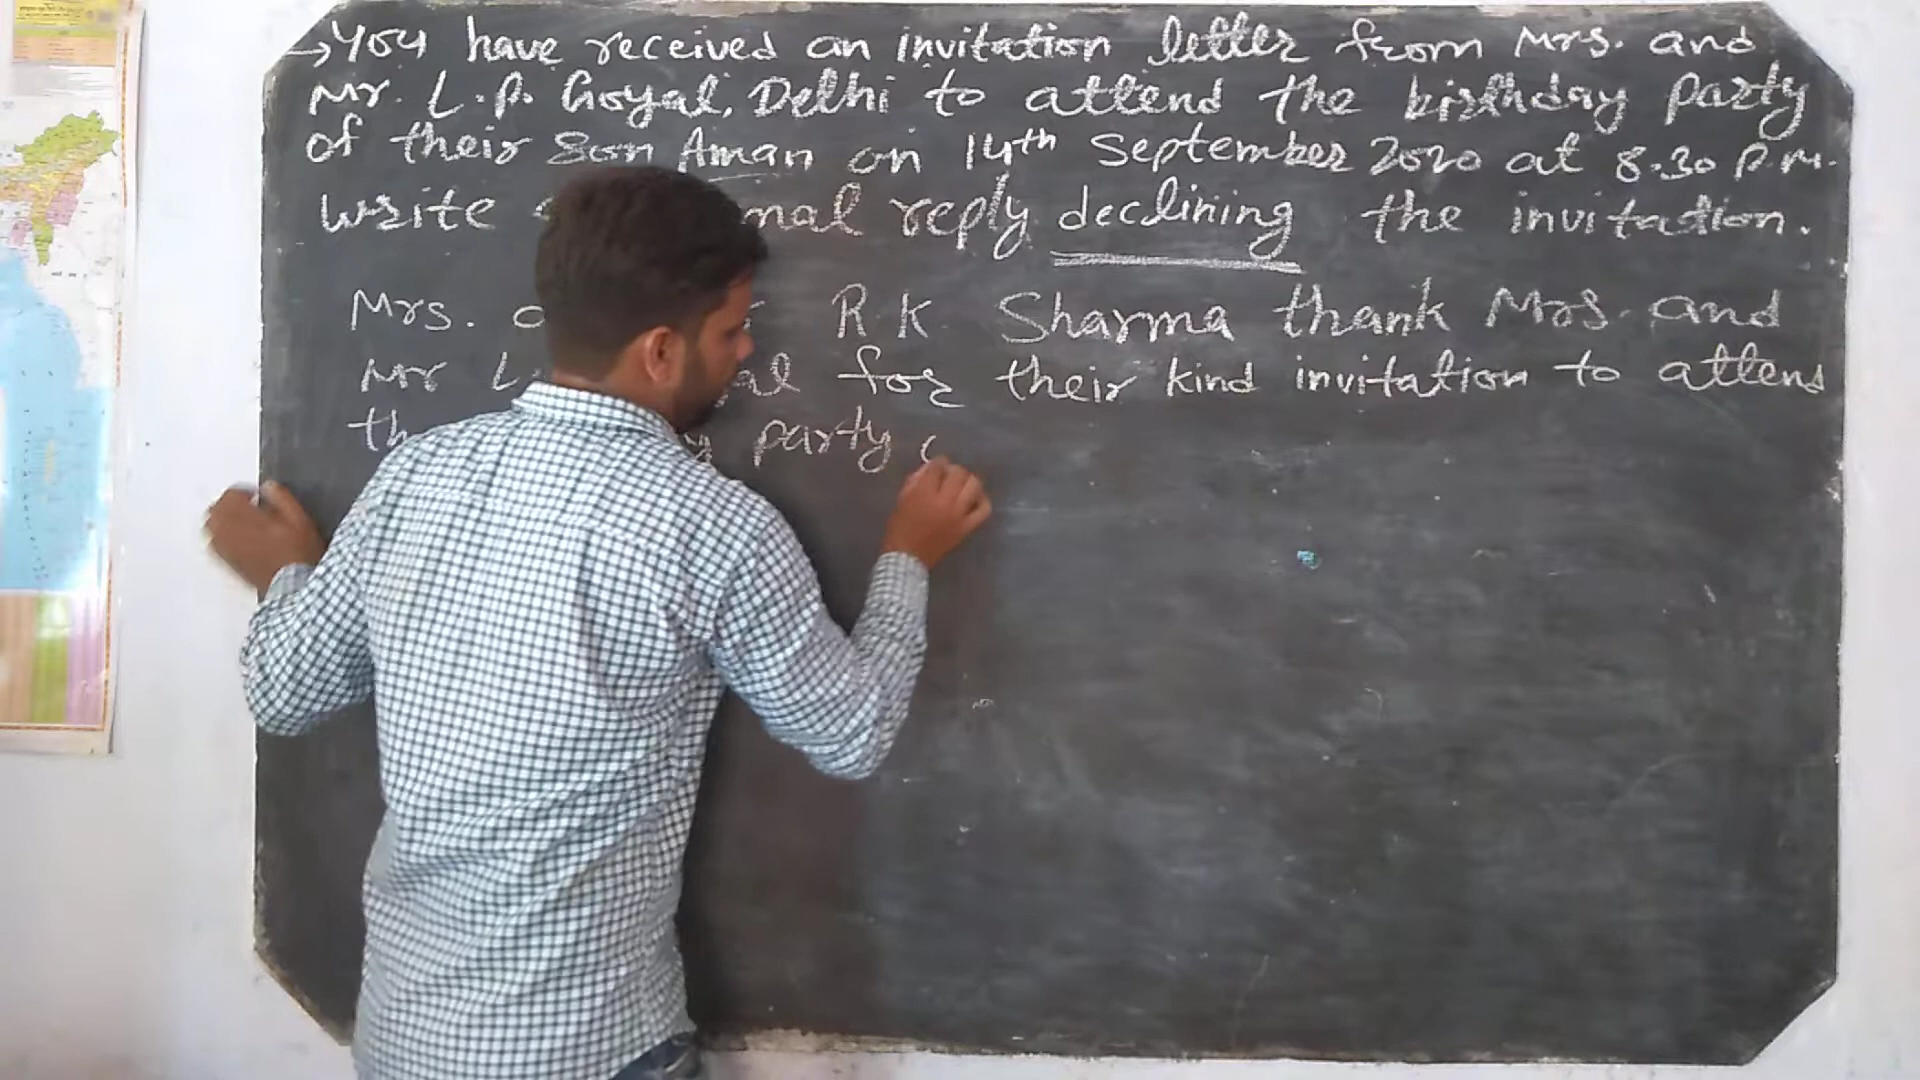 →You have received an invitation letter from Mrs. and
Mr. L.P. Goyal, Delhi to attend the birthday party
of their son Aman on 14th September 2020 at 8.30 P.M.
write mal reply declining the invitation.
Mrs. R K Sharma thank Mrs. and
Mr L al for their kind invitation to attend
th y party